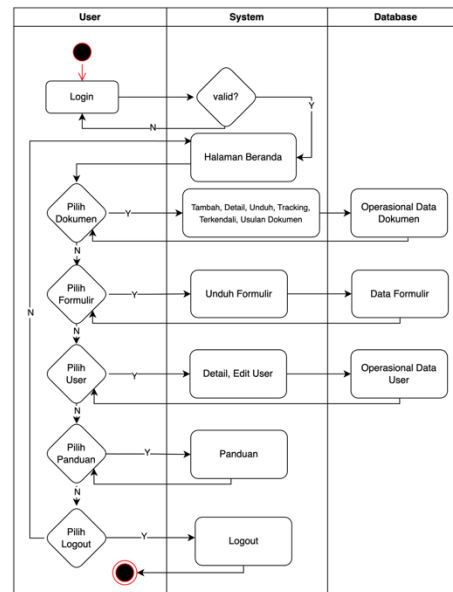 User
System
Database
Login
valid?
Y
N
Halaman Beranda
Pilih
Dokumen
Y
Tambah, Detail, Unduh, Tracking,
Terkendali, Usulan Dokumen
Operasional Data
Dokumen
N
Pilih
Formulir
Y
Unduh Formulir
Data Formulir
N
N
Pilih
User
Y
Detail, Edit User
Operasional Data
User
N
Pilih
Panduan
Y
Panduan
N
Pilih
Logout
Y
Logout